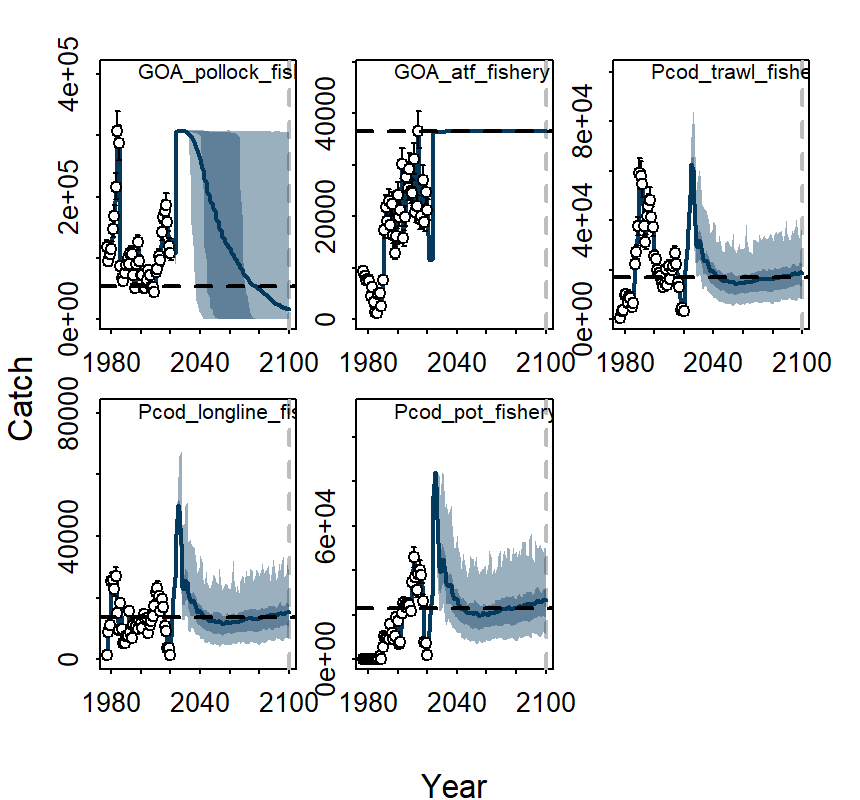 GOA_pollock_fish
GOA_atf_fishery
Pcod_trawl_fishe
0e+00 2e+05 4e+05
0 20000 40000
0e+00 4e+04 8e+04
1980 2040 2100
1980 2040 2100
1980 2040 2100
Catch
Pcod_longline_fis
Pcod_pot_fishery
0 40000 80000
0e+00 6e+04
1980 2040 2100
1980 2040 2100
Year